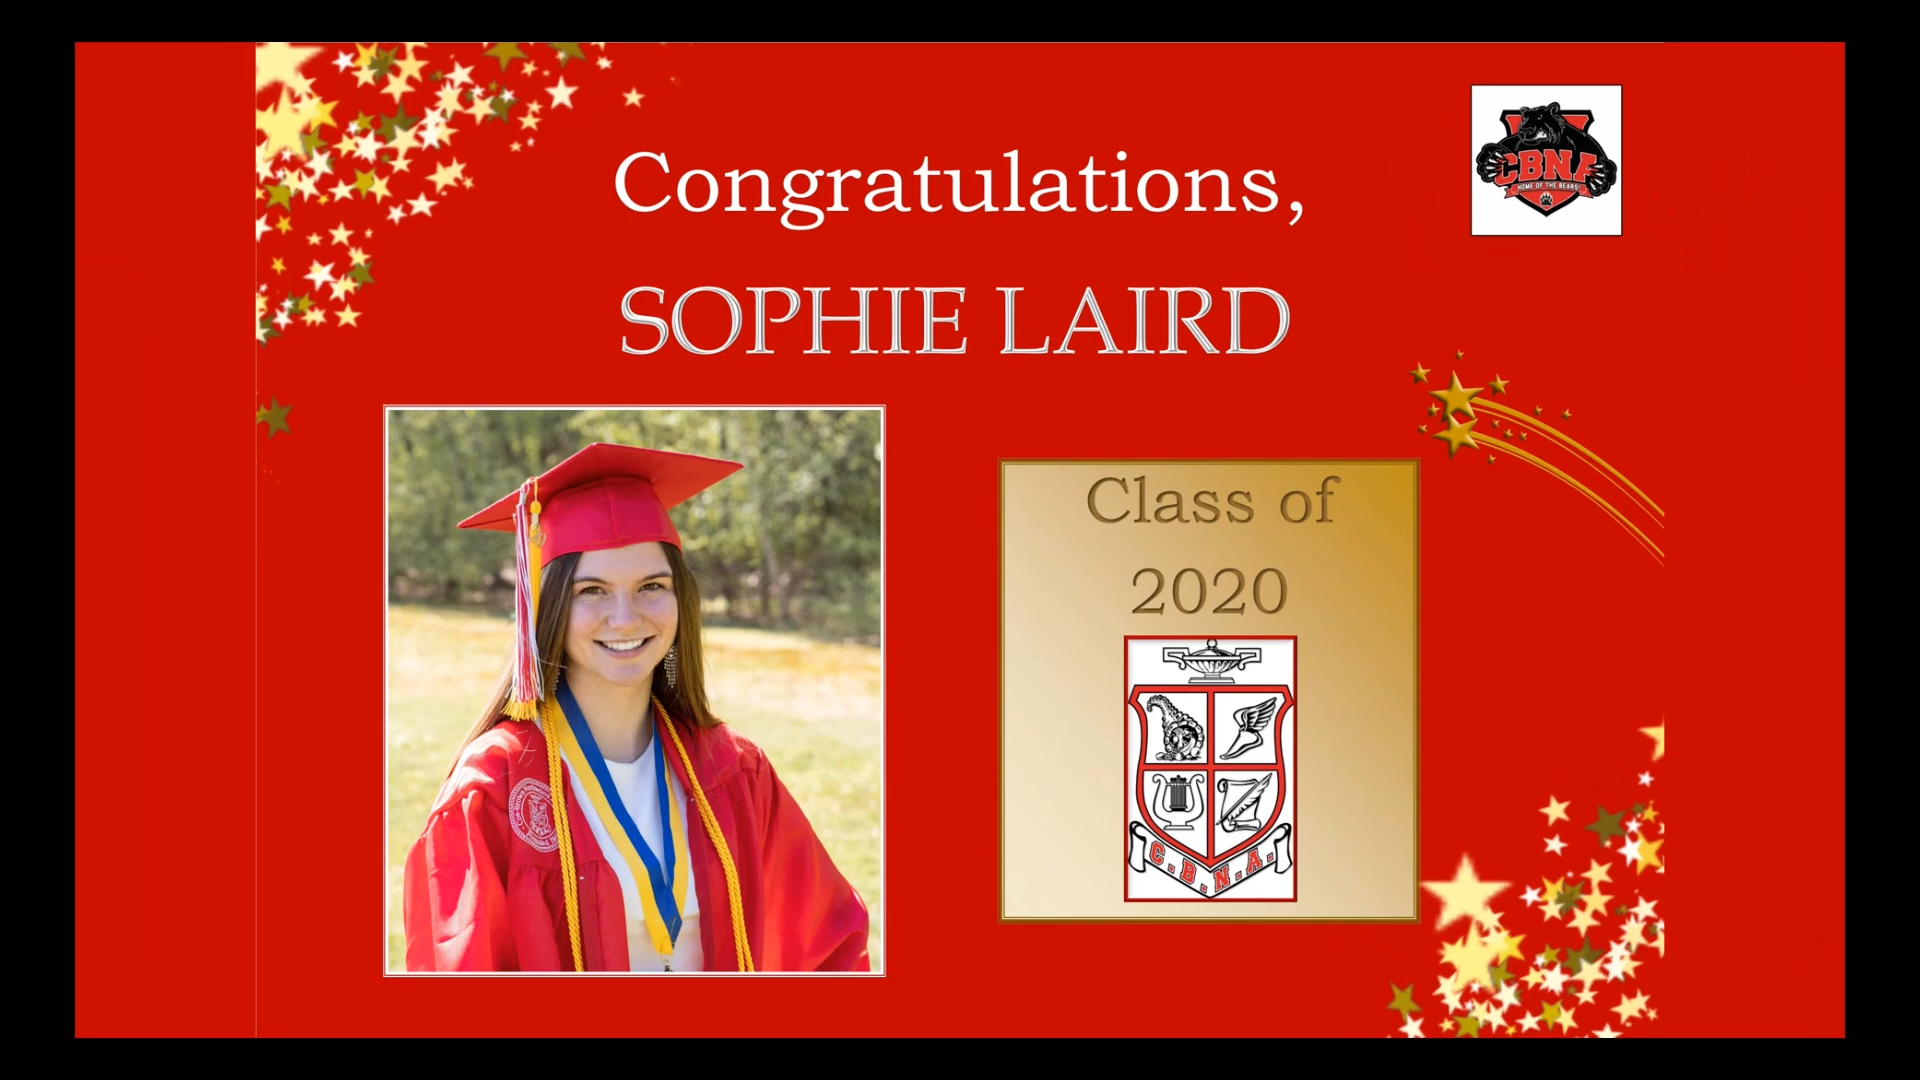 Congratulations,
SOPHIE LAIRD
CBNA
HOME OF THE BEARS
Class of
2020
C.B.N.A.